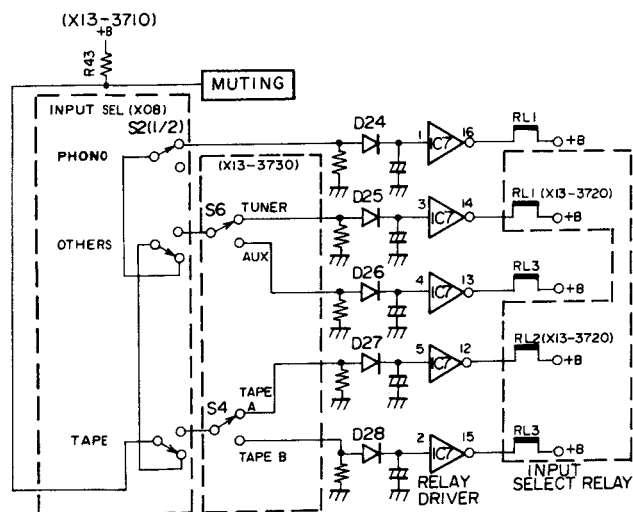 (X13-3710)
+B
R43
MUTING
INPUT SEL (X08)
S2(1/2)
PHONO
OTHERS
TAPE
(X13-3730)
S6
TUNER
AUX
S4
TAPE
A
TAPE B
D24
1
IC7
16
RL1
+B
D25
3
IC7
14
RL1 (X13-3720)
+B
D26
4
IC7
13
RL3
+B
D27
5
IC7
12
RL2 (X13-3720)
+B
D28
2
IC7
15
RL3
+B
RELAY
DRIVER
INPUT
SELECT RELAY